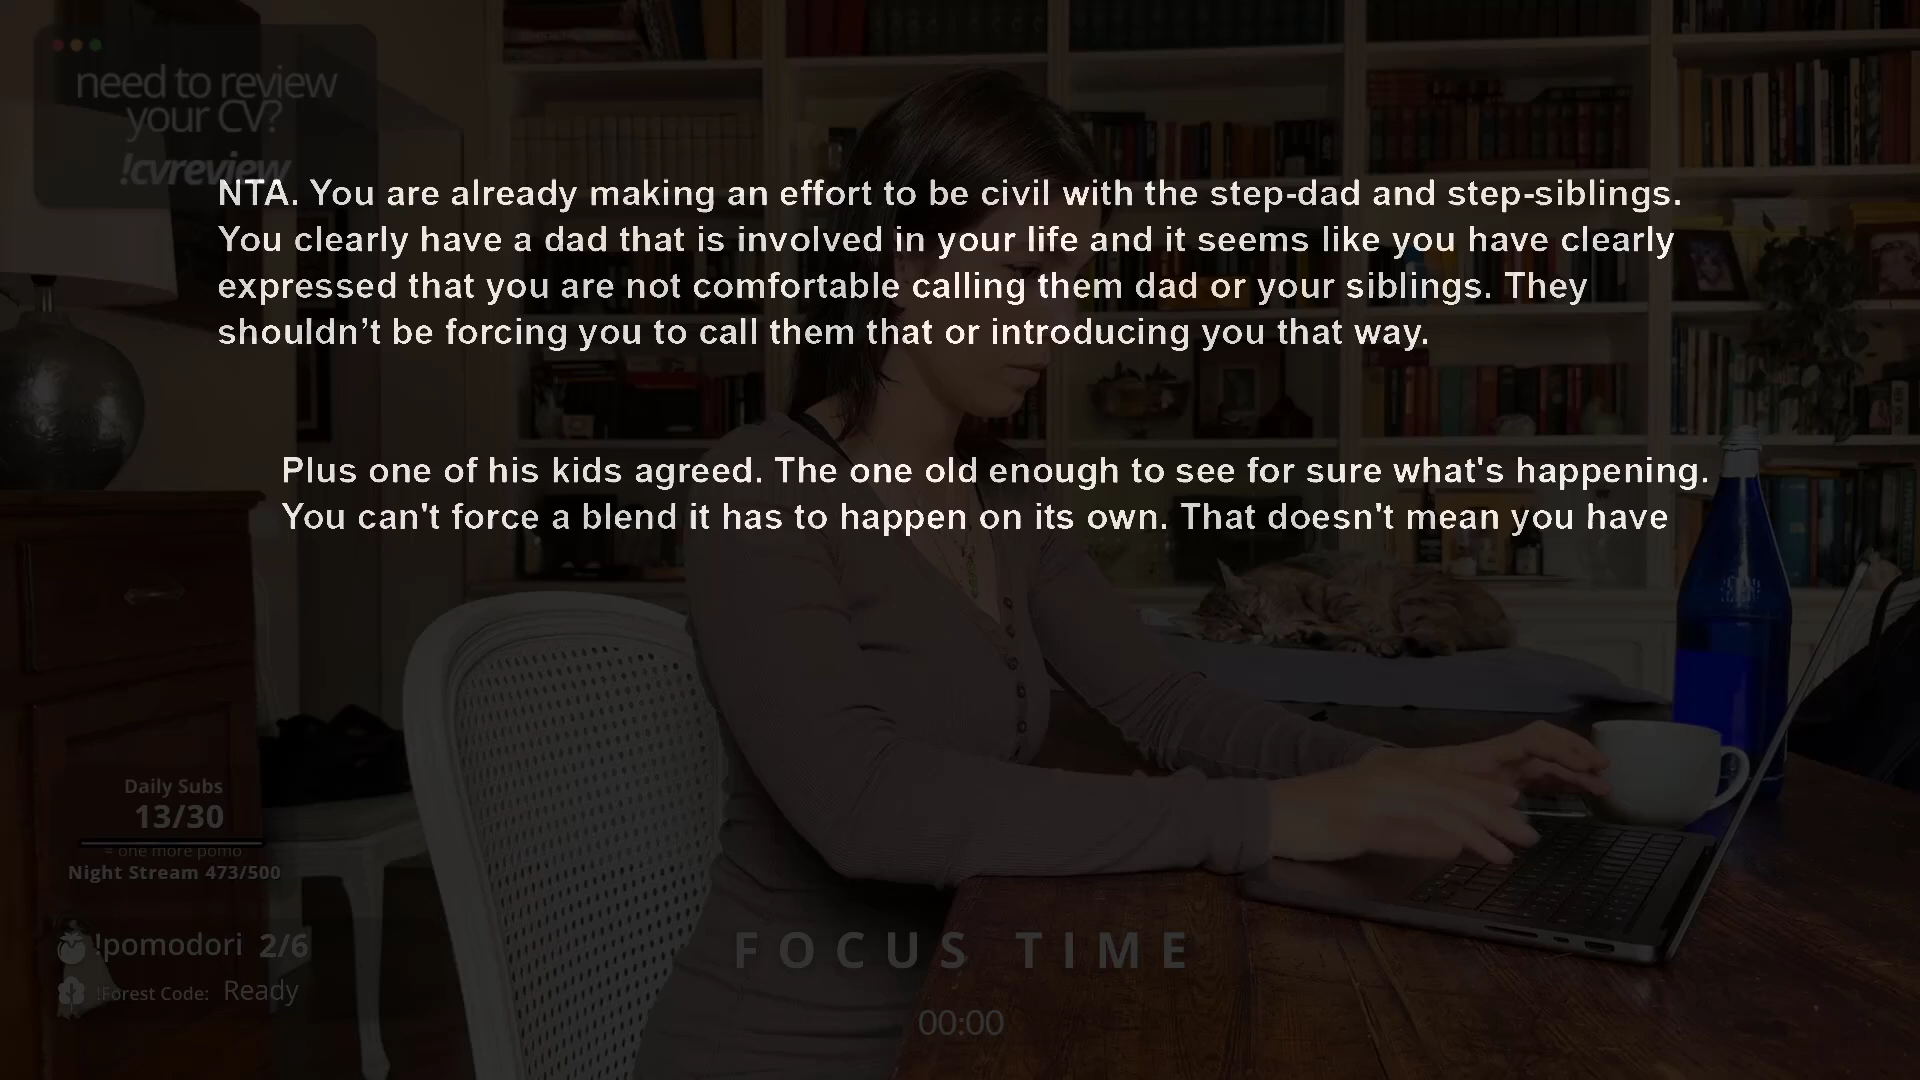 need to review
your CV?
!cvreview
NTA. You are already making an effort to be civil with the step-dad and step-siblings.
You clearly have a dad that is involved in your life and it seems like you have clearly
expressed that you are not comfortable calling them dad or your siblings. They
shouldn’t be forcing you to call them that or introducing you that way.
Plus one of his kids agreed. The one old enough to see for sure what's happening.
You can't force a blend it has to happen on its own. That doesn't mean you have
Daily Subs
13/30
= one more pomo
Night Stream 473/500
!pomodori 2/6
!Forest Code: Ready
FOCUS TIME
00:00